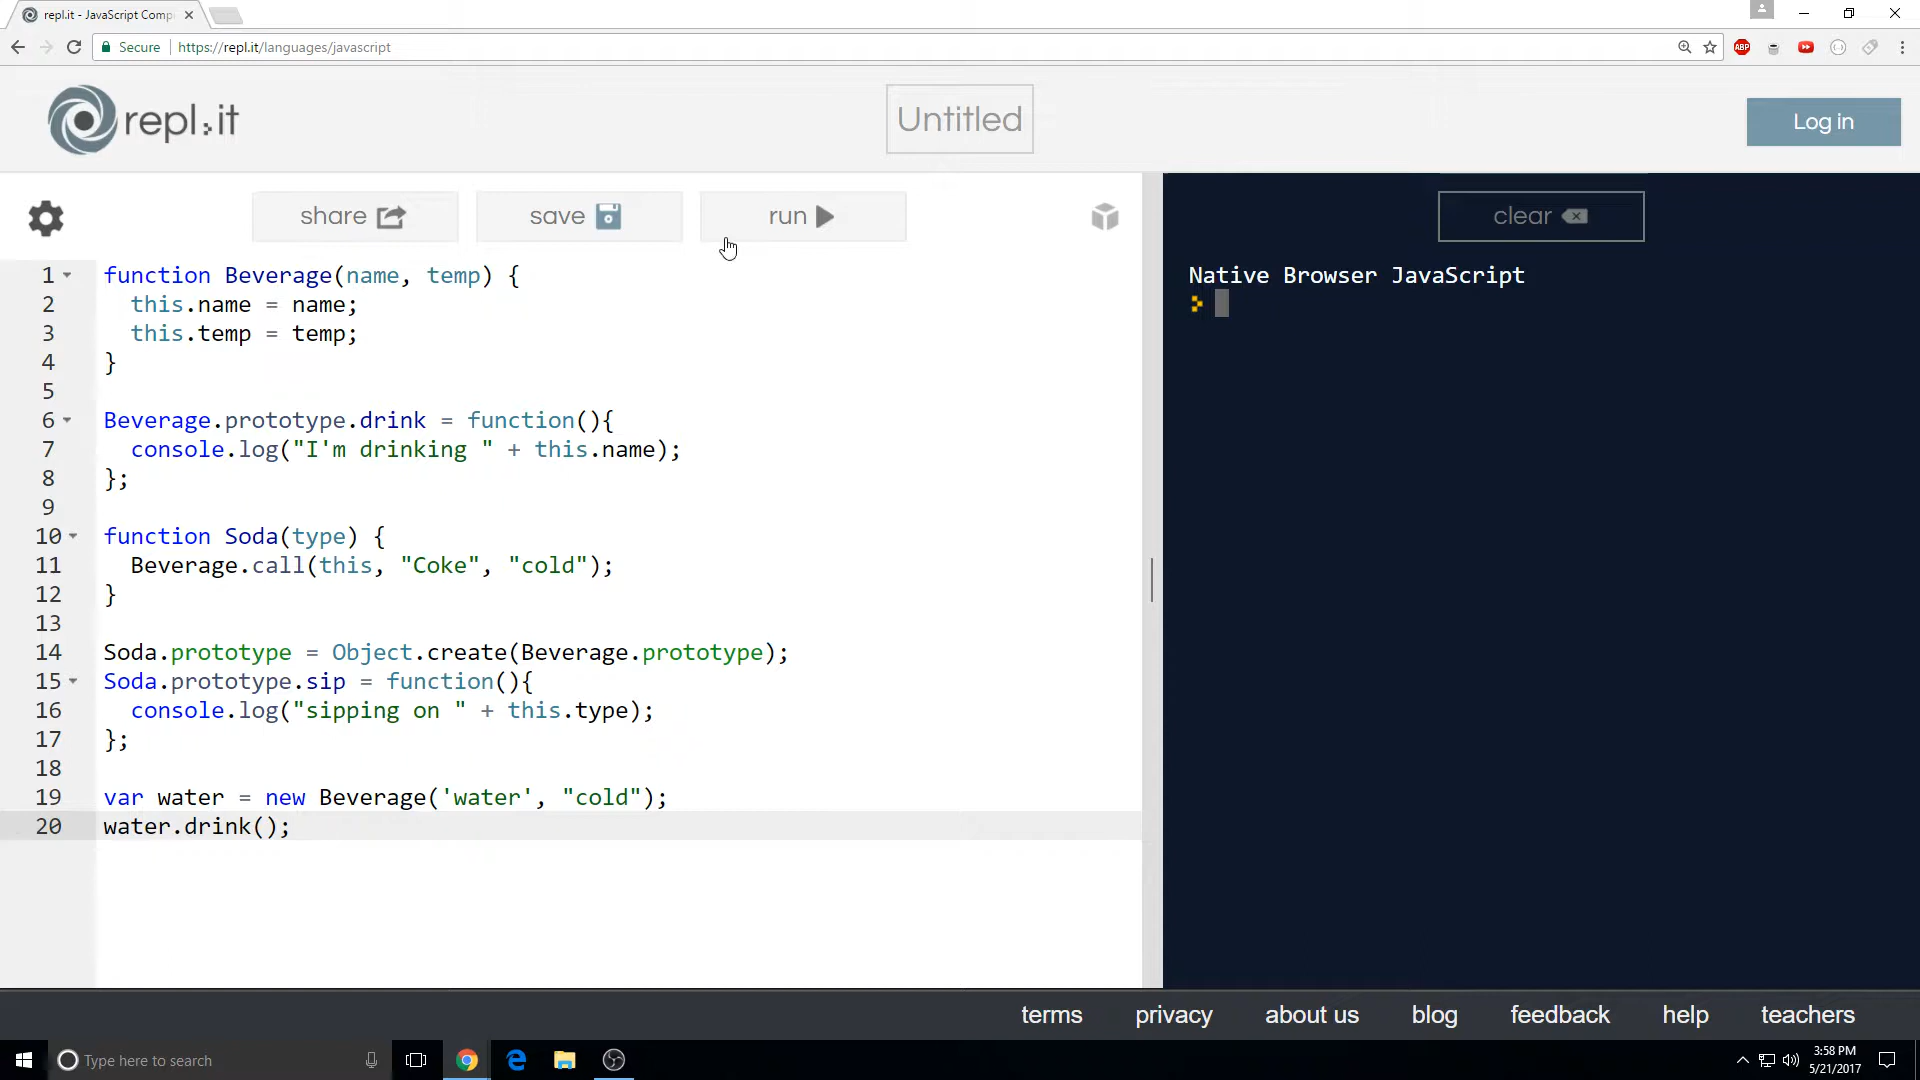 repl.it - JavaScript Comp
Secure
https://repl.it/languages/javascript
ABP
repl.it
Untitled
Log in
share
save
run
clear
1 function Beverage(name, temp) {
2   this.name = name;
3   this.temp = temp;
4 }
5
6 Beverage.prototype.drink = function(){
7   console.log("I'm drinking " + this.name);
8 };
9
10 function Soda(type) {
11   Beverage.call(this, "Coke", "cold");
12 }
13
14 Soda.prototype = Object.create(Beverage.prototype);
15 Soda.prototype.sip = function(){
16   console.log("sipping on " + this.type);
17 };
18
19 var water = new Beverage('water', "cold");
20 water.drink();
Native Browser JavaScript
terms privacy about us blog feedback help teachers
Type here to search
3:58 PM
5/21/2017